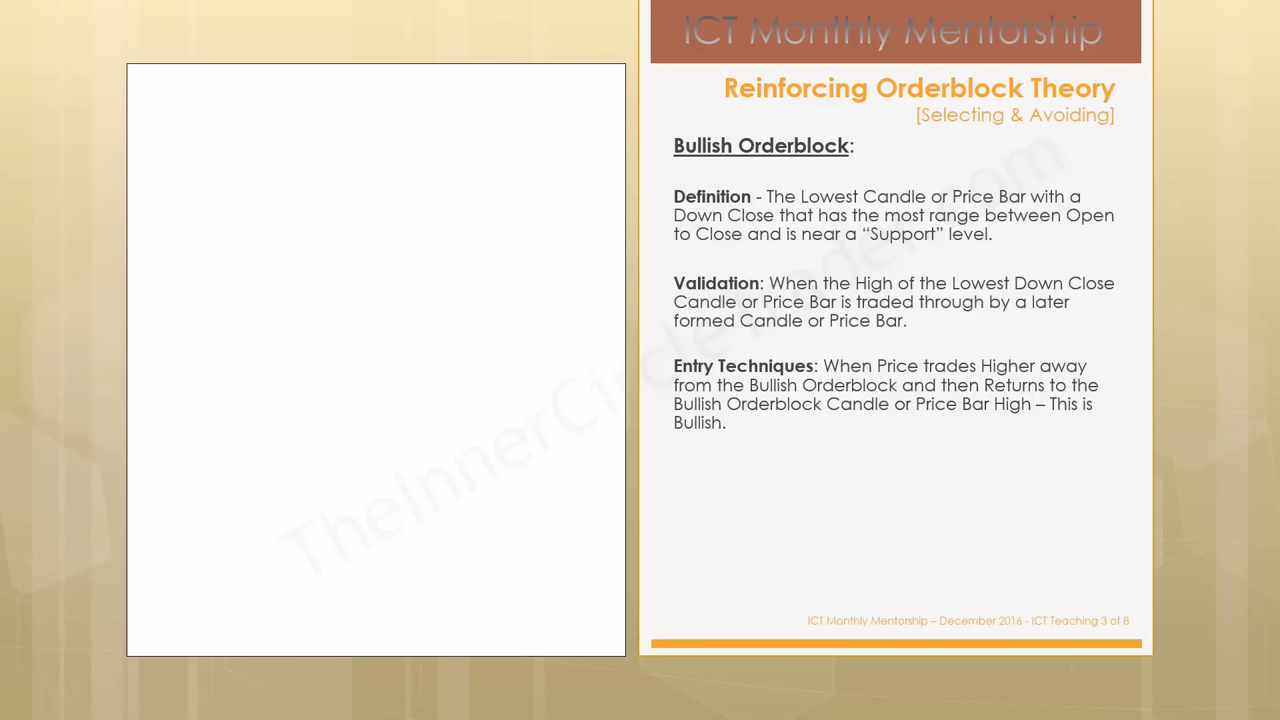 ICT Monthly Mentorship
Reinforcing Orderblock Theory
[Selecting & Avoiding]
Bullish Orderblock:
Definition - The Lowest Candle or Price Bar with a
Down Close that has the most range between Open
to Close and is near a “Support” level.
Validation: When the High of the Lowest Down Close
Candle or Price Bar is traded through by a later
formed Candle or Price Bar.
Entry Techniques: When Price trades Higher away
from the Bullish Orderblock and then Returns to the
Bullish Orderblock Candle or Price Bar High – This is
Bullish.
ICT Monthly Mentorship – December 2016 - ICT Teaching 3 of 8
TheInnerCircleTrader.com